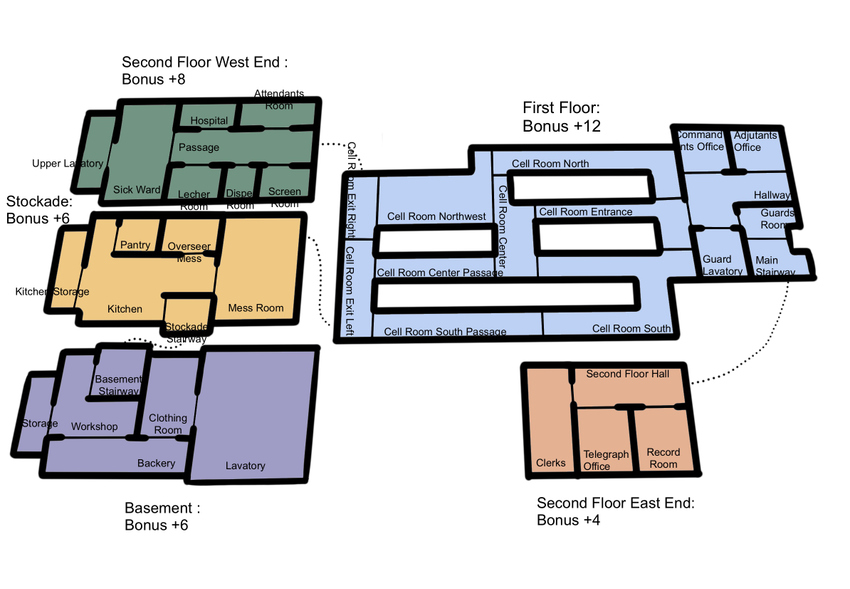 Second Floor West End :
Bonus +8
Attendants
Room
Hospital
Passage
Upper Lavatory
Sick Ward
Lecher
Room
Dispe
Room
Screen
Room
First Floor:
Bonus +12
Command
nts Office
Adjutants
Office
Cell Room North
Hallway
Cell Room Exit Right
Cell Room Northwest
Cell Room Center
Cell Room Entrance
Guards
Room
Cell Room Exit Left
Cell Room Center Passage
Guard
Lavatory
Main
Stairway
Cell Room South Passage
Cell Room South
Stockade:
Bonus +6
Pantry
Overseer
Mess
Kitchen Storage
Kitchen
Mess Room
Stockade
Stairway
Basement
Stairway
Storage
Workshop
Clothing
Room
Backery
Lavatory
Basement :
Bonus +6
Second Floor Hall
Clerks
Telegraph
Office
Record
Room
Second Floor East End:
Bonus +4